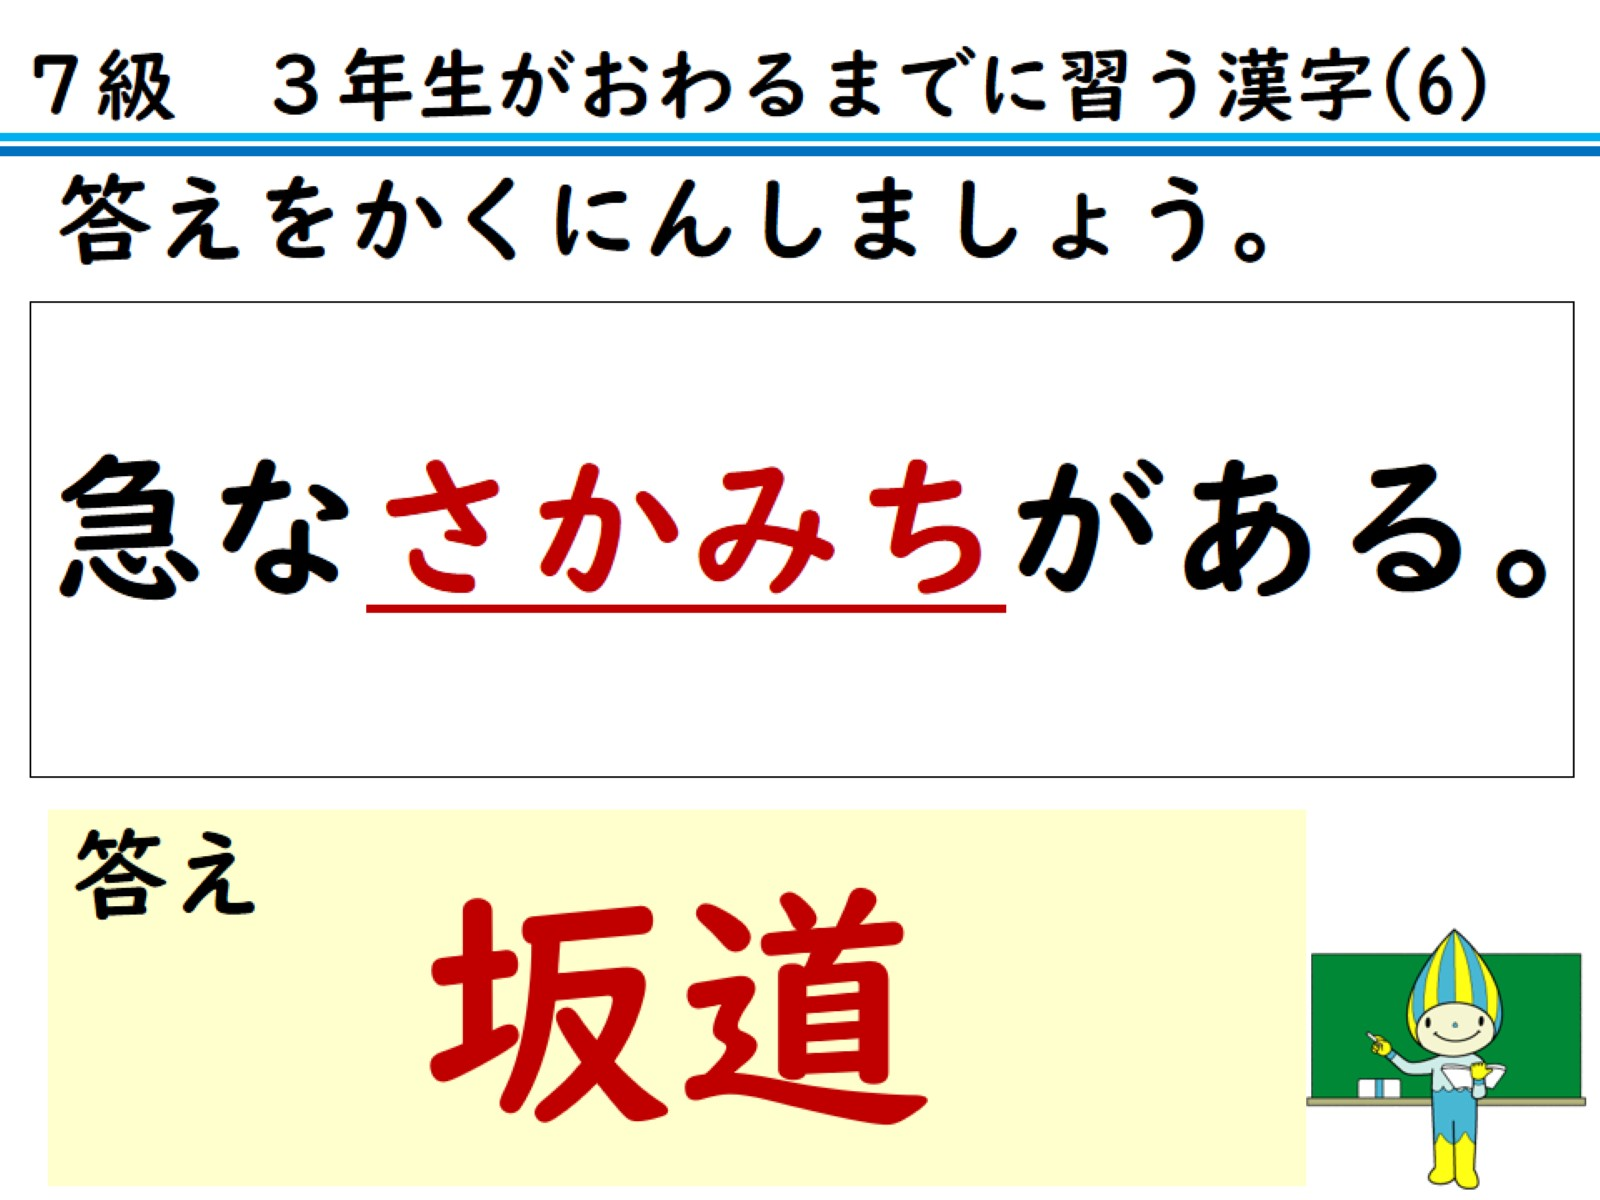 ７級　３年生がおわるまでに習う漢字(6)
答えをかくにんしましょう。
急なさかみちがある。
答え
坂道